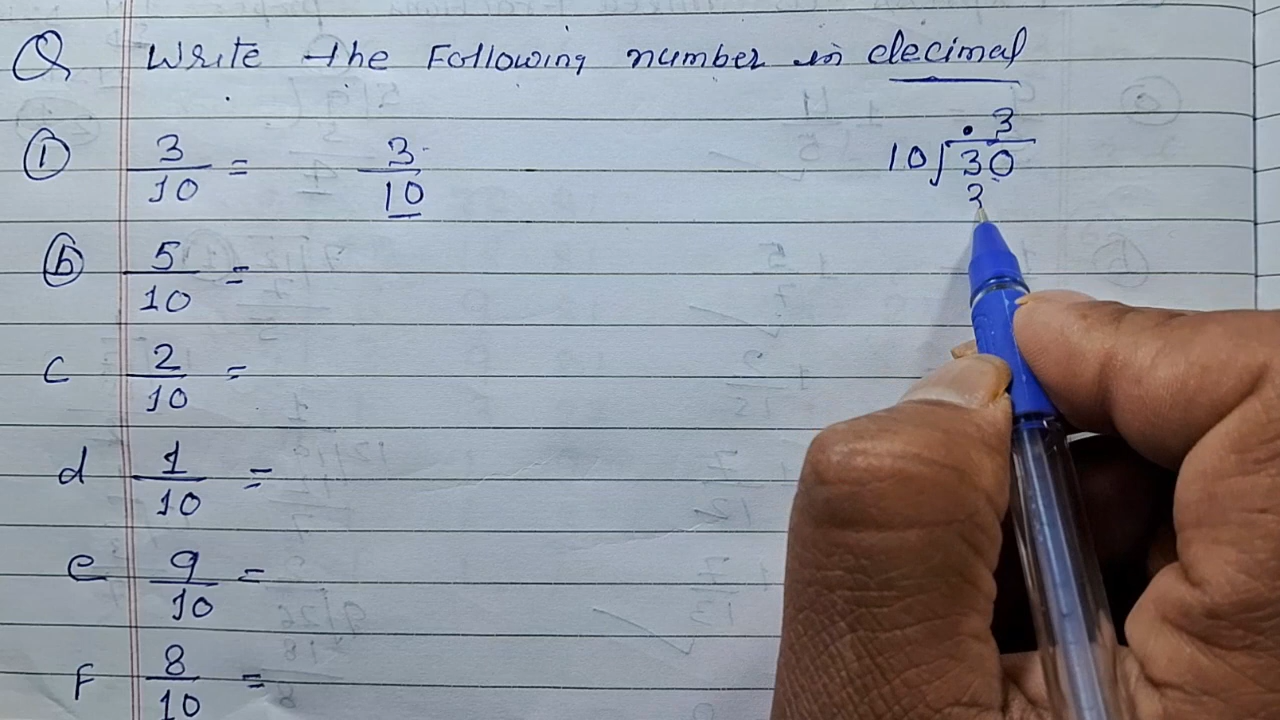 Q Write the Following number in decimal
① 3/10 = 3/10
.3
10)30
3
ⓑ 5/10 =
c 2/10 =
d 1/10 =
e 9/10 =
F 8/10 =